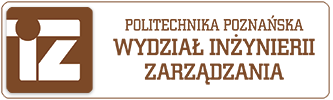 iz
POLITECHNIKA POZNAŃSKA
WYDZIAŁ INŻYNIERII
ZARZĄDZANIA